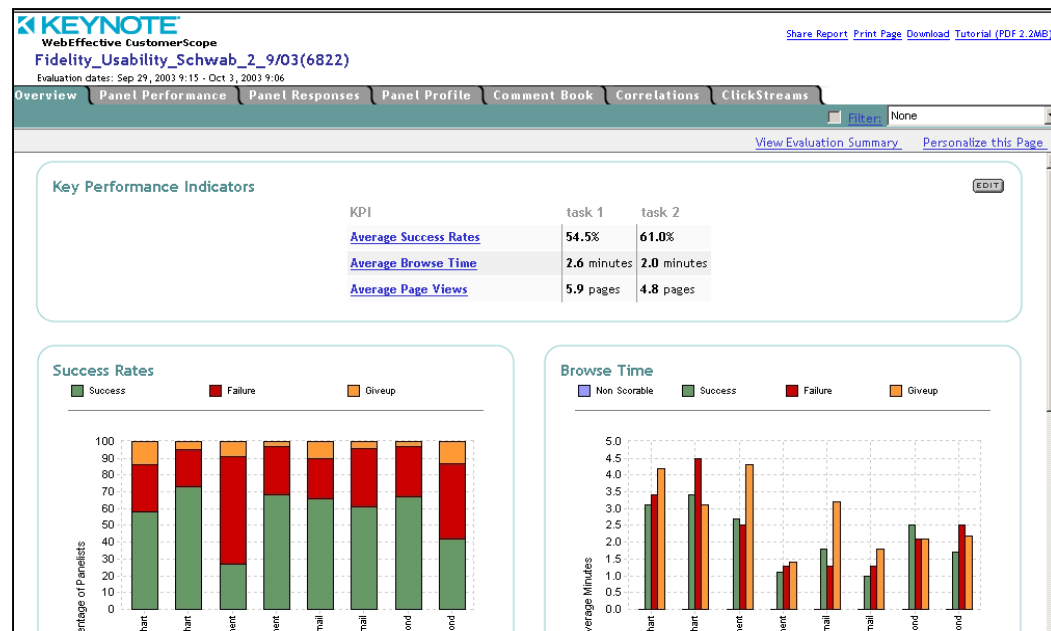 KEYNOTE
WebEffective CustomerScope
Share Report Print Page Download Tutorial (PDF 2.2MB)
Fidelity_Usability_Schwab_2_9/03(6822)
Evaluation dates: Sep 29, 2003 9:15 - Oct 3, 2003 9:06
Overview Panel Performance Panel Responses Panel Profile Comment Book Correlations ClickStreams
Filter: None
View Evaluation Summary Personalize this Page
Key Performance Indicators EDIT
KPI task 1 task 2
Average Success Rates 54.5% 61.0%
Average Browse Time 2.6 minutes 2.0 minutes
Average Page Views 5.9 pages 4.8 pages
Success Rates
Success Failure Giveup
100
90
80
70
60
50
40
30
20
10
0
entage of Panelists
hart
hart
ent
ent
mail
mail
ond
ond
Browse Time
Non Scorable Success Failure Giveup
5.0
4.5
4.0
3.5
3.0
2.5
2.0
1.5
1.0
0.5
0.0
verage Minutes
hart
hart
ent
ent
mail
mail
ond
ond